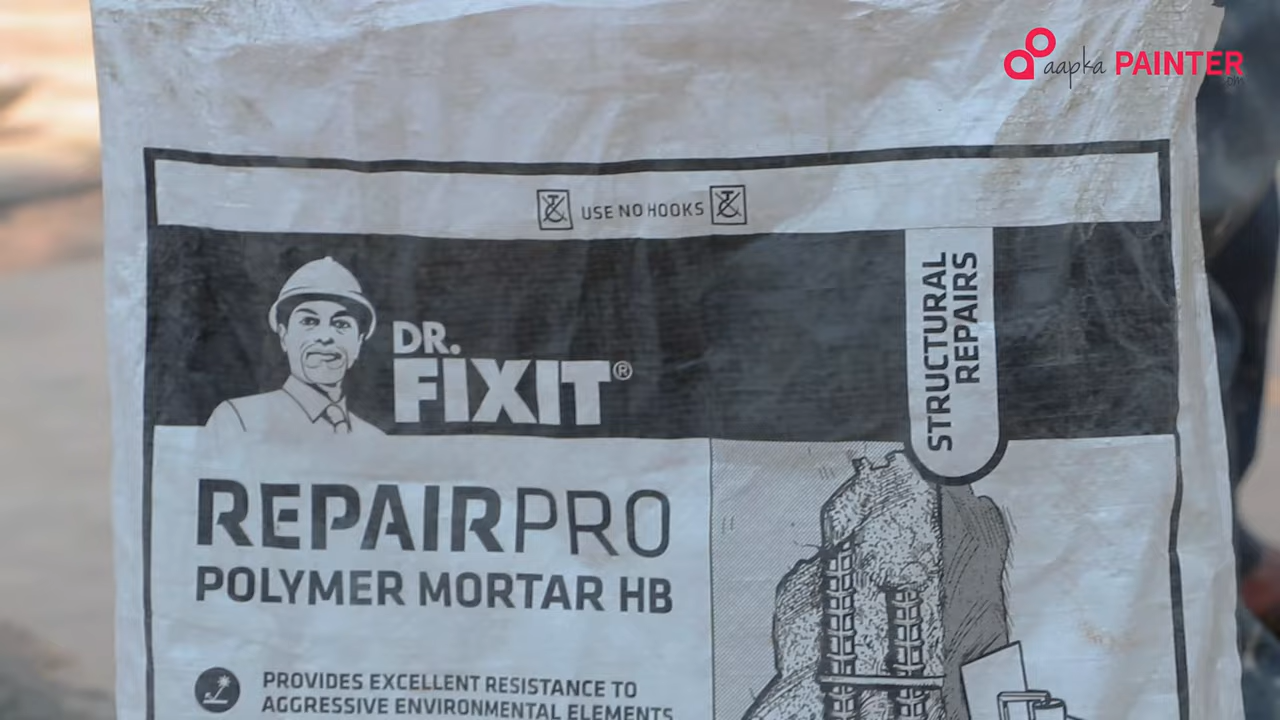 aapka PAINTER
.com
USE NO HOOKS
STRUCTURAL
REPAIRS
DR.
FIXIT®
REPAIRPRO
POLYMER MORTAR HB
PROVIDES EXCELLENT RESISTANCE TO
AGGRESSIVE ENVIRONMENTAL ELEMENTS